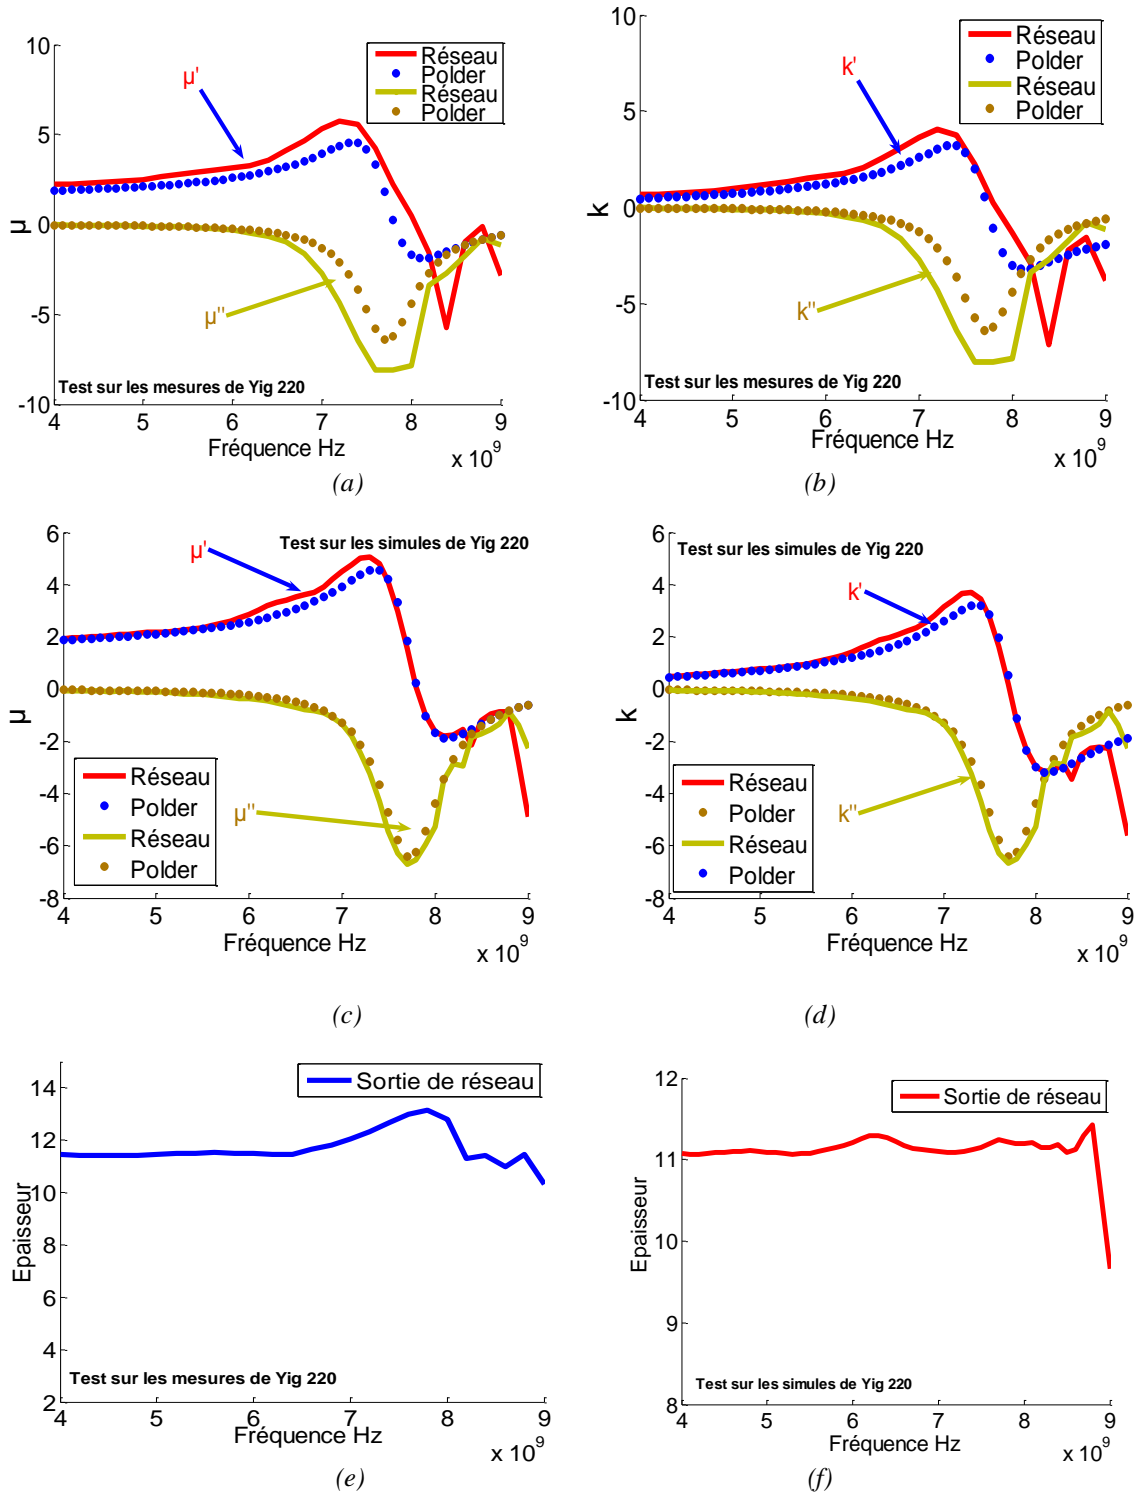 10
5
0
-5
-10
µ
µ'
µ"
Réseau
Polder
Réseau
Polder
Test sur les mesures de Yig 220
4 5 6 7 8 9
Fréquence Hz
x 10^9
(a)
10
5
0
-5
-10
k
k'
k"
Réseau
Polder
Réseau
Polder
Test sur les mesures de Yig 220
4 5 6 7 8 9
Fréquence Hz
x 10^9
(b)
6
4
2
0
-2
-4
-6
-8
µ
µ'
µ"
Test sur les simules de Yig 220
Réseau
Polder
Réseau
Polder
4 5 6 7 8 9
Fréquence Hz
x 10^9
(c)
6
4
2
0
-2
-4
-6
-8
k
k'
k"
Test sur les simules de Yig 220
Réseau
Polder
Réseau
Polder
4 5 6 7 8 9
Fréquence Hz
x 10^9
(d)
14
12
10
8
6
4
2
Epaisseur
Sortie de réseau
Test sur les mesures de Yig 220
4 5 6 7 8 9
Fréquence Hz
x 10^9
(e)
12
11
10
9
8
Epaisseur
Sortie de réseau
Test sur les simules de Yig 220
4 5 6 7 8 9
Fréquence Hz
x 10^9
(f)